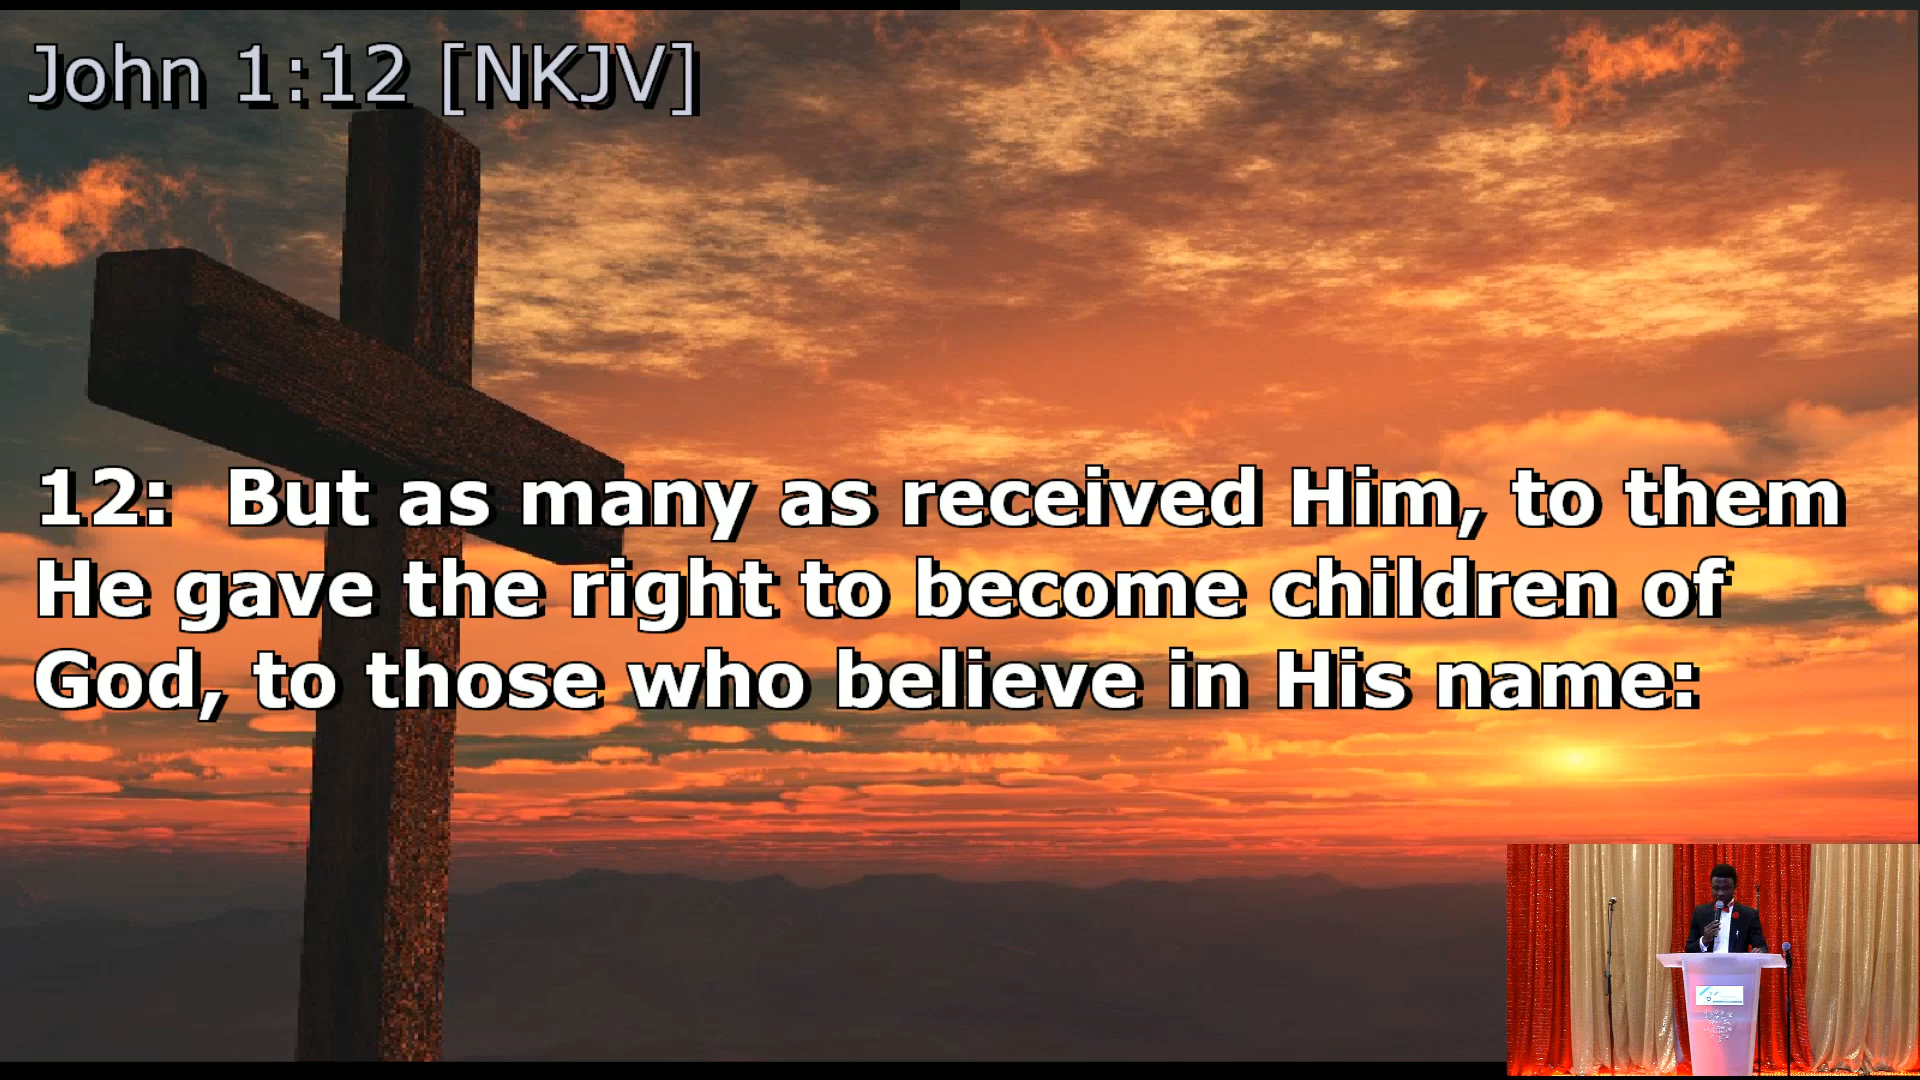 John 1:12 [NKJV]
12:  But as many as received Him, to them
He gave the right to become children of
God, to those who believe in His name: